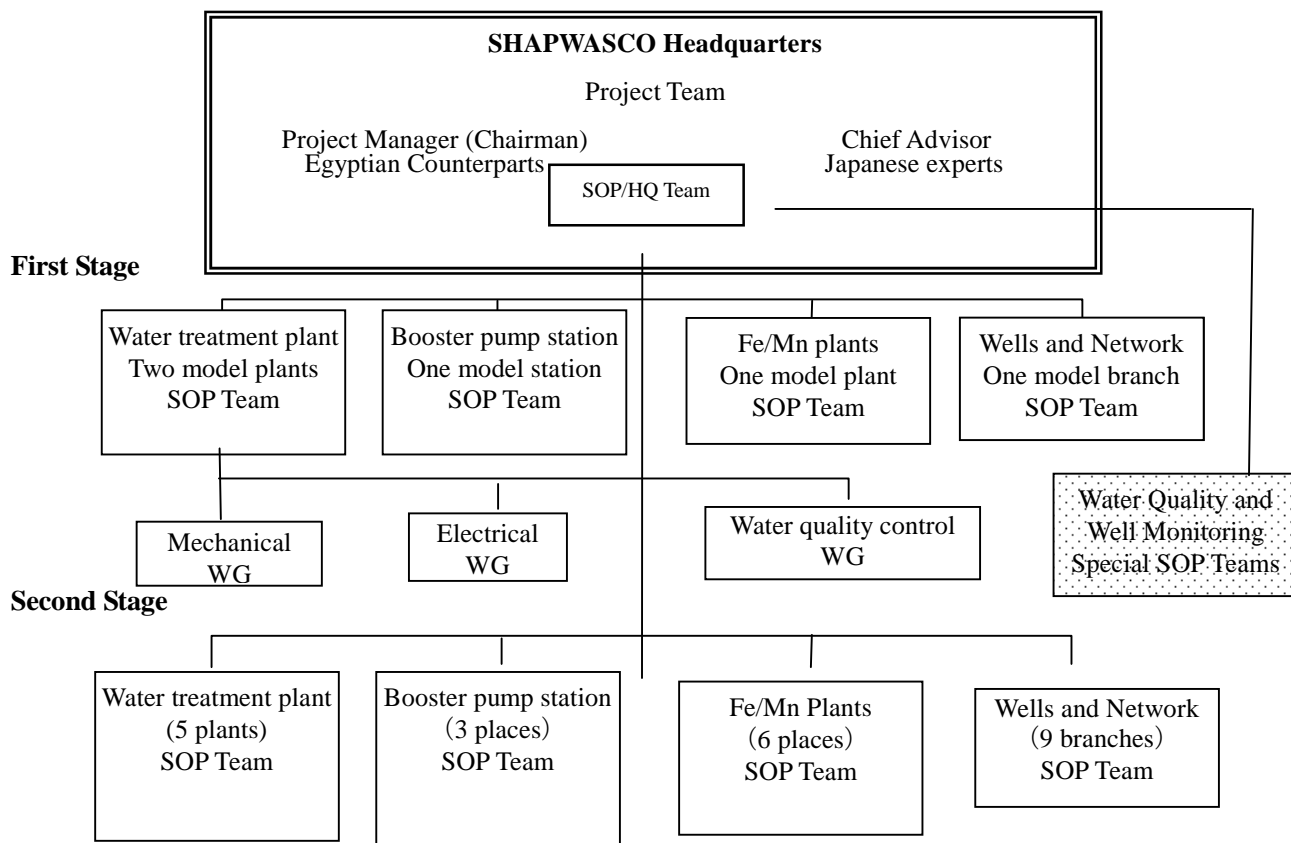 SHAPWASCO Headquarters
Project Team
Project Manager (Chairman)
Egyptian Counterparts
Chief Advisor
Japanese experts
SOP/HQ Team
First Stage
Water treatment plant
Two model plants
SOP Team
Booster pump station
One model station
SOP Team
Fe/Mn plants
One model plant
SOP Team
Wells and Network
One model branch
SOP Team
Mechanical
WG
Electrical
WG
Water quality control
WG
Water Quality and
Well Monitoring
Special SOP Teams
Second Stage
Water treatment plant
(5 plants)
SOP Team
Booster pump station
（3 places）
SOP Team
Fe/Mn Plants
（6 places）
SOP Team
Wells and Network
（9 branches）
SOP Team